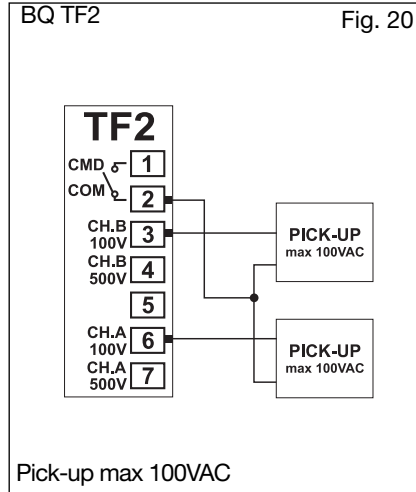 BQ TF2
Fig. 20
TF2
CMD
1
COM
2
CH.B
100V
3
CH.B
500V
4
5
CH.A
100V
6
CH.A
500V
7
PICK-UP
max 100VAC
PICK-UP
max 100VAC
Pick-up max 100VAC